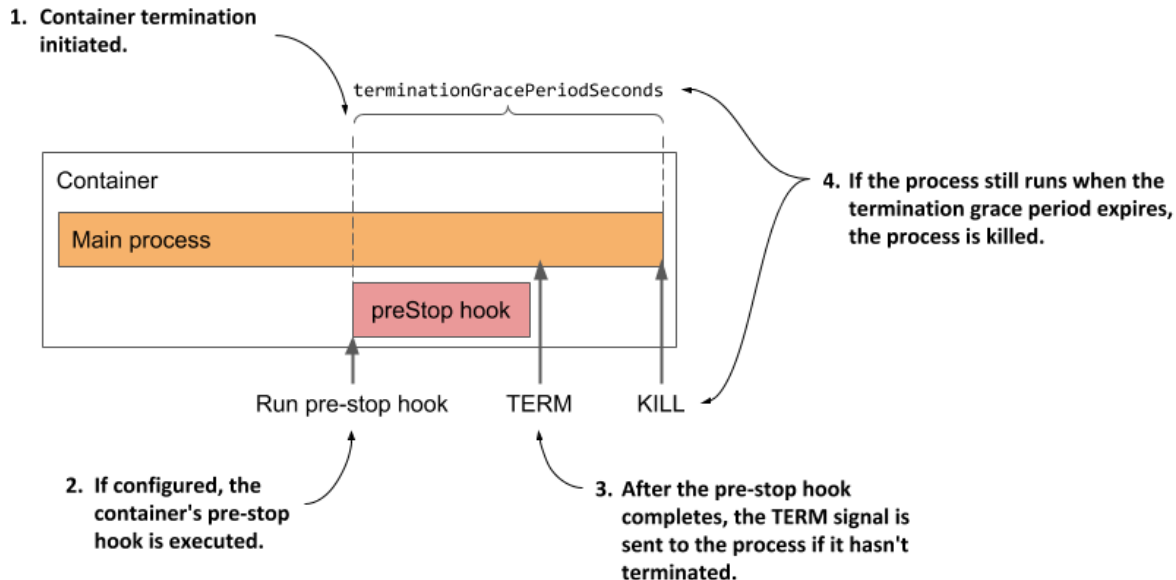 1. Container termination
initiated.
terminationGracePeriodSeconds
Container
Main process
4. If the process still runs when the
termination grace period expires,
the process is killed.
preStop hook
Run pre-stop hook
TERM
KILL
2. If configured, the
container's pre-stop
hook is executed.
3. After the pre-stop hook
completes, the TERM signal is
sent to the process if it hasn't
terminated.